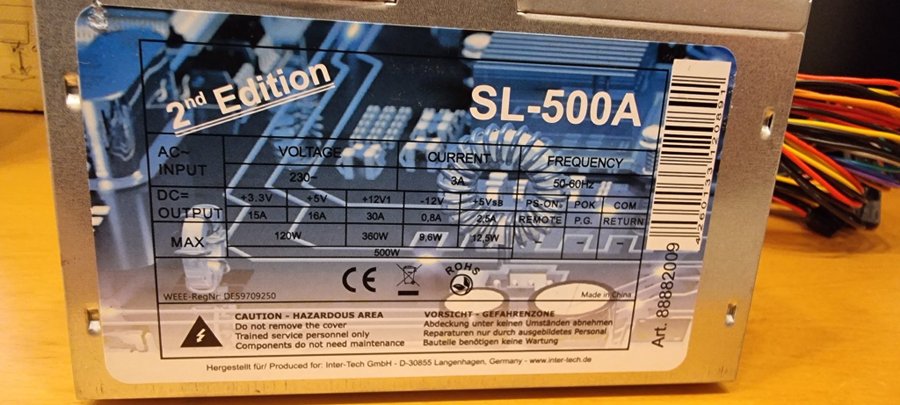 2nd Edition
SL-500A
AC~ INPUT VOLTAGE CURRENT FREQUENCY
230~ 3A 50-60Hz
DC= OUTPUT +3.3V +5V +12V1 -12V +5VSB PS-ON POK COM
15A 16A 30A 0,8A 2,5A REMOTE P.G. RETURN
MAX 120W 360W 9,6W 12,5W
500W
CE ROHS
WEEE-RegNr: DE59709250 Made in China
CAUTION - HAZARDOUS AREA
Do not remove the cover
Trained service personnel only
Components do not need maintenance
VORSICHT - GEFAHRENZONE
Abdeckung unter keinen Umständen abnehmen
Reparaturen nur durch ausgebildetes Personal
Bauteile benötigen keine Wartung
Hergestellt für/ Produced for: Inter-Tech GmbH - D-30855 Langenhagen, Germany - www.inter-tech.de
4260133120891
Art. 88882009